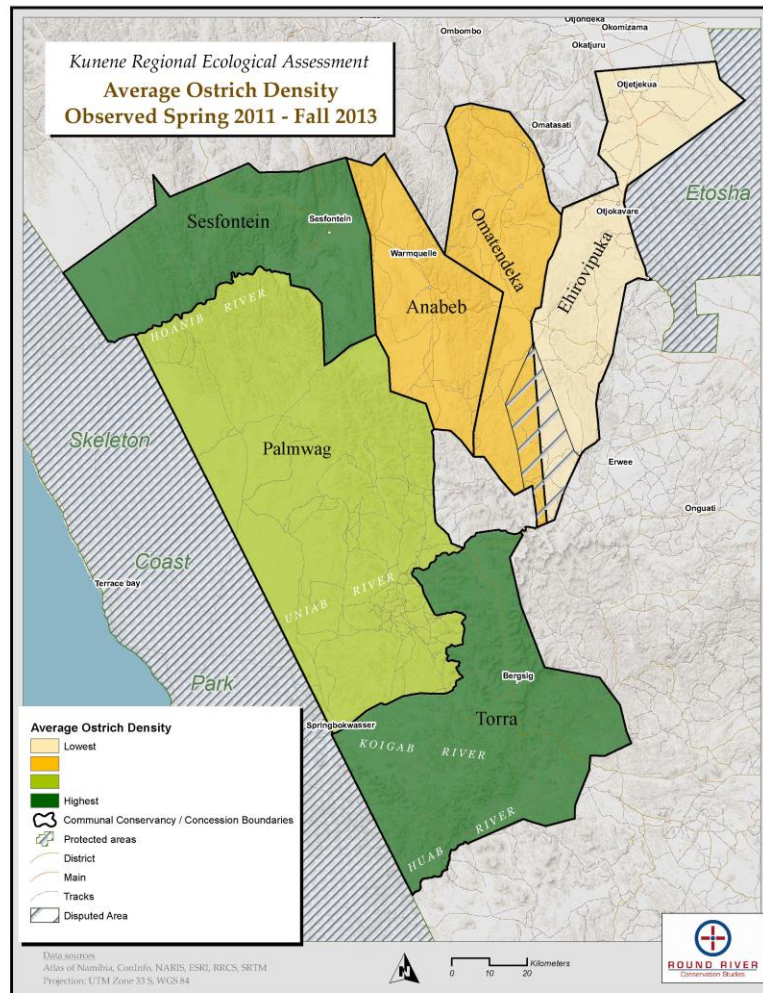 Kunene Regional Ecological Assessment
Average Ostrich Density
Observed Spring 2011 - Fall 2013
Otjondeka
Okomizama
Ombombo
Okatjuru
Otjetjekua
Omatasati
Etosha
Sesfontein
Sesfontein
Otjokavare
Omatendeka
Ehirovipuka
Warmquelle
Anabeb
HOANIB RIVER
Skeleton
Palmwag
Erwee
Onguati
Coast
Terrace bay
UNIAB RIVER
Park
Bergsig
Springbokwasser
Torra
KOIGAB RIVER
HUAB RIVER
Average Ostrich Density
Lowest
Highest
Communal Conservancy / Concession Boundaries
Protected areas
District
Main
Tracks
Disputed Area
Data sources
Atlas of Namibia, ConInfo, NARIS, ESRI, RRCS, SRTM
Projection: UTM Zone 33 S, WGS 84
N
Kilometers
0 10 20
ROUND RIVER
Conservation Studies